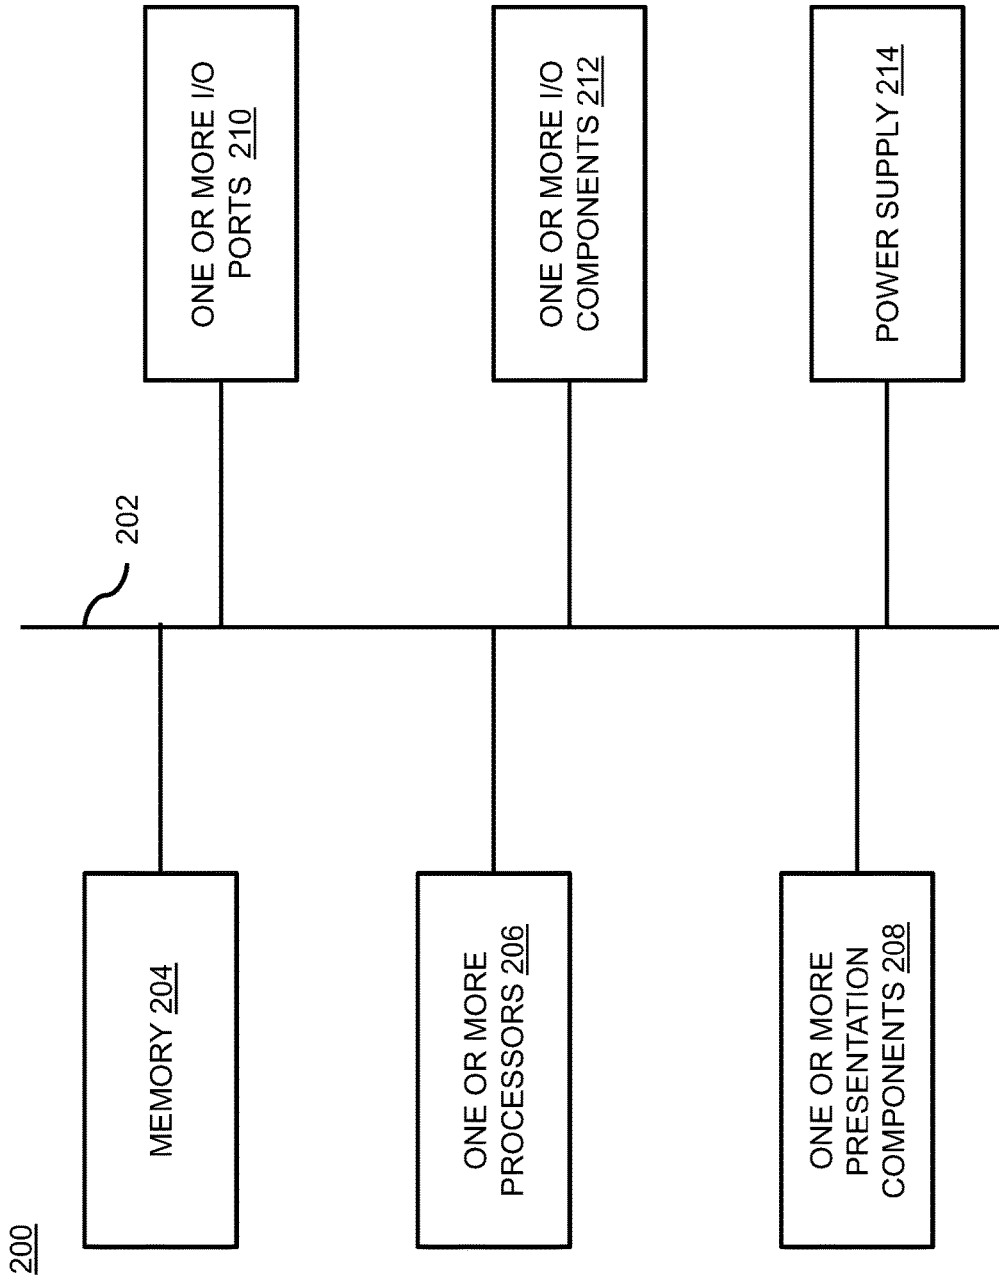 200
202
MEMORY 204
ONE OR MORE
PROCESSORS 206
ONE OR MORE
PRESENTATION
COMPONENTS 208
ONE OR MORE I/O
PORTS 210
ONE OR MORE I/O
COMPONENTS 212
POWER SUPPLY 214